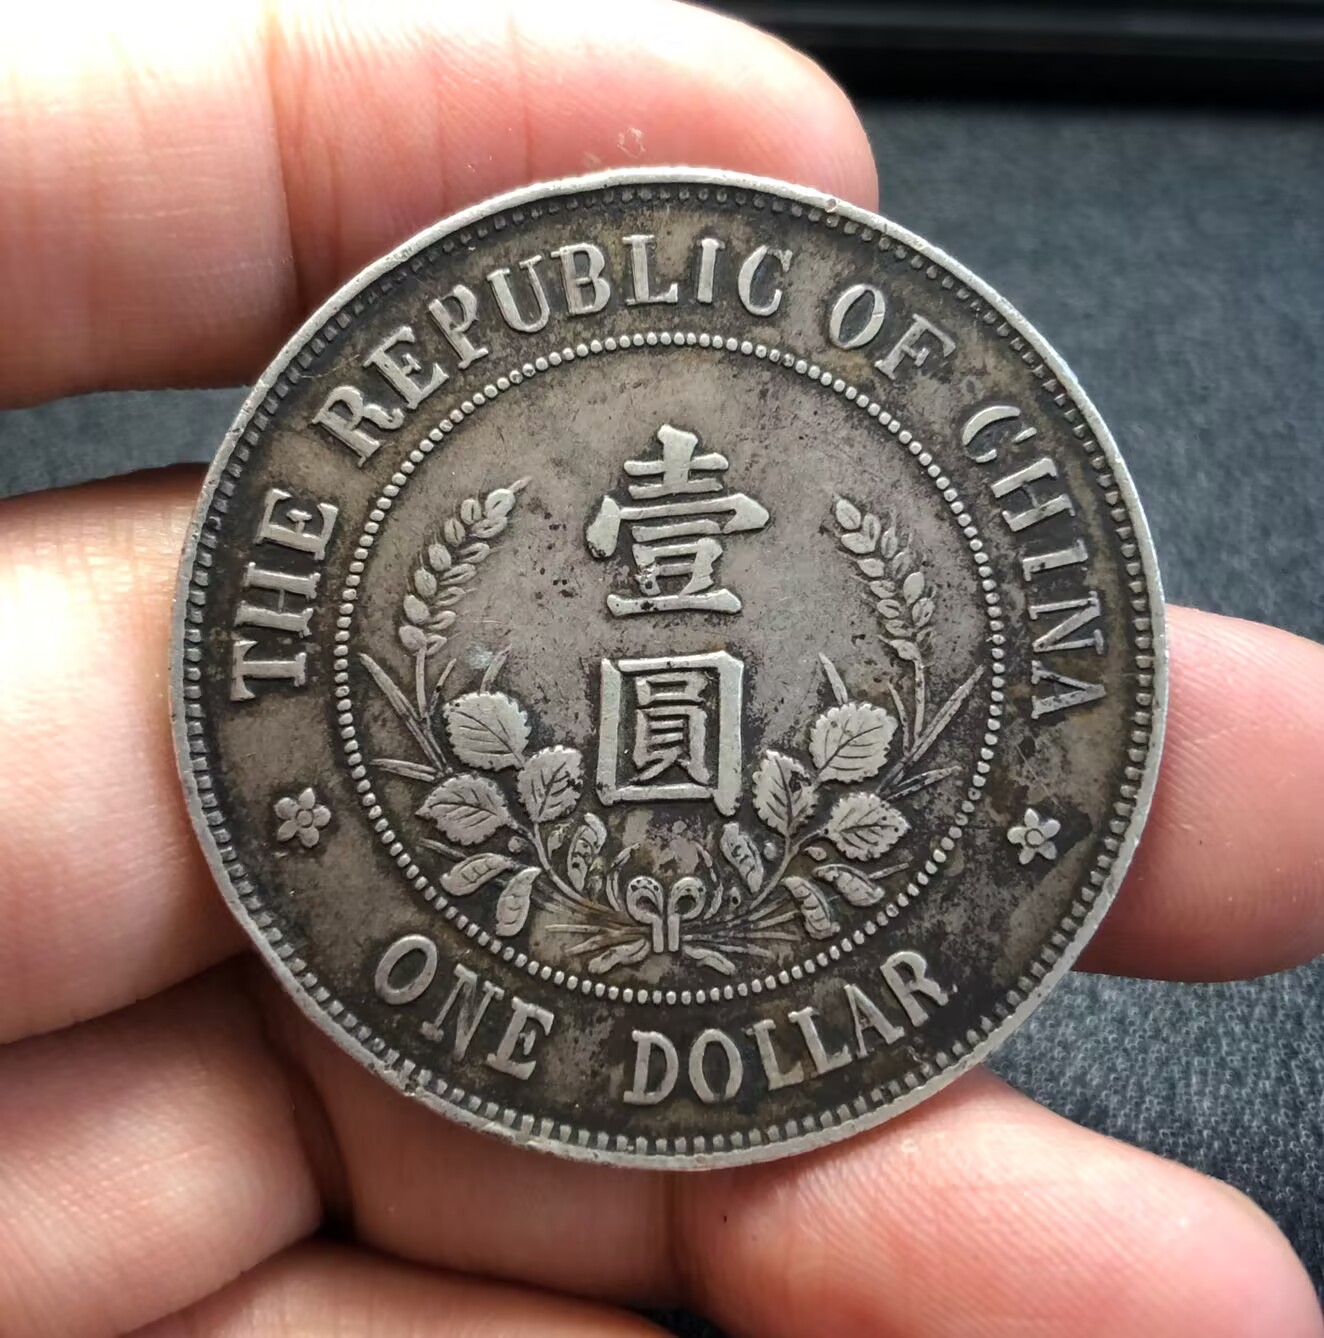 THE REPUBLIC OF CHINA
壹
圓
ONE DOLLAR